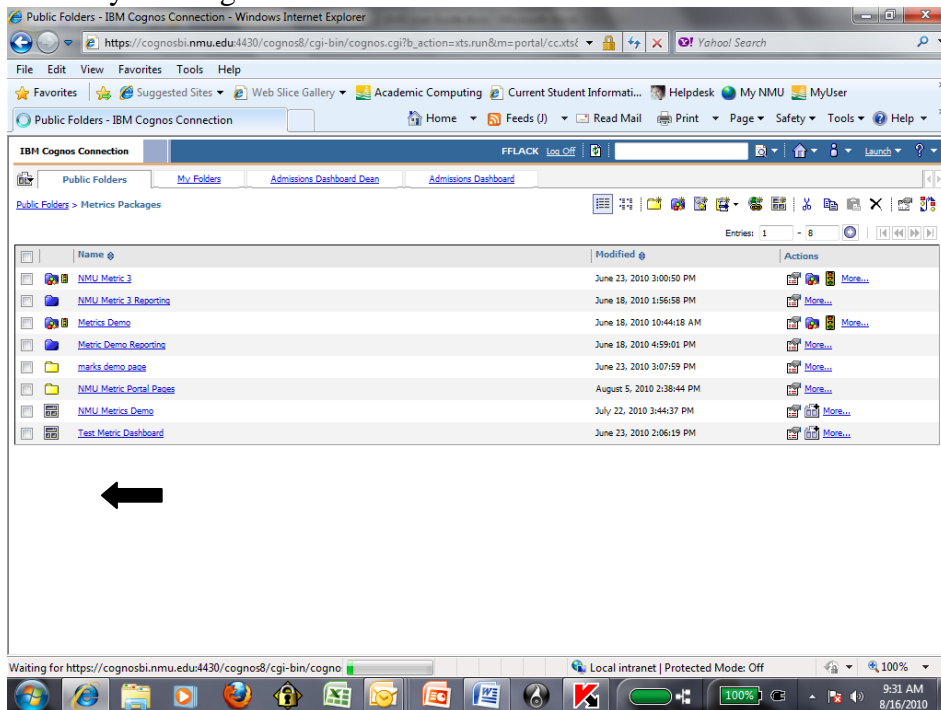 Public Folders - IBM Cognos Connection - Windows Internet Explorer
https://cognosbi.nmu.edu:4430/cognos8/cgi-bin/cognos.cgi?b_action=xts.run&m=portal/cc.xts&
Yahoo! Search
File Edit View Favorites Tools Help
Favorites Suggested Sites Web Slice Gallery Academic Computing Current Student Informati... Helpdesk My NMU MyUser
Public Folders - IBM Cognos Connection Home Feeds (J) Read Mail Print Page Safety Tools Help
IBM Cognos Connection FFLACK Log Off Launch ?
Public Folders My Folders Admissions Dashboard Dean Admissions Dashboard
Public Folders > Metrics Packages
Entries: 1 - 8
Name Modified Actions
NMU Metric 3 June 23, 2010 3:00:50 PM More...
NMU Metric 3 Reporting June 18, 2010 1:56:58 PM More...
Metrics Demo June 18, 2010 10:44:18 AM More...
Metric Demo Reporting June 18, 2010 4:59:01 PM More...
marks demo page June 23, 2010 3:07:59 PM More...
NMU Metric Portal Pages August 5, 2010 2:38:44 PM More...
NMU Metrics Demo July 22, 2010 3:44:37 PM More...
Test Metric Dashboard June 23, 2010 2:06:19 PM More...
Waiting for https://cognosbi.nmu.edu:4430/cognos8/cgi-bin/cogno Local intranet | Protected Mode: Off 100%
100% 9:31 AM
8/16/2010